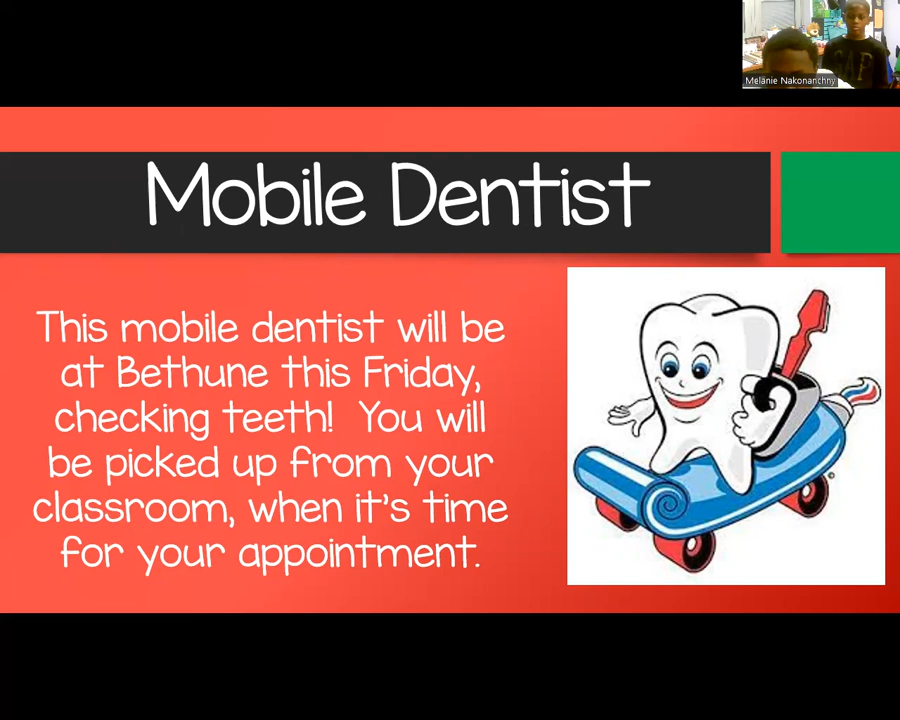 Melanie Nakonanchny
Mobile Dentist
This mobile dentist will be
at Bethune this Friday,
checking teeth! You will
be picked up from your
classroom, when it's time
for your appointment.
GAP